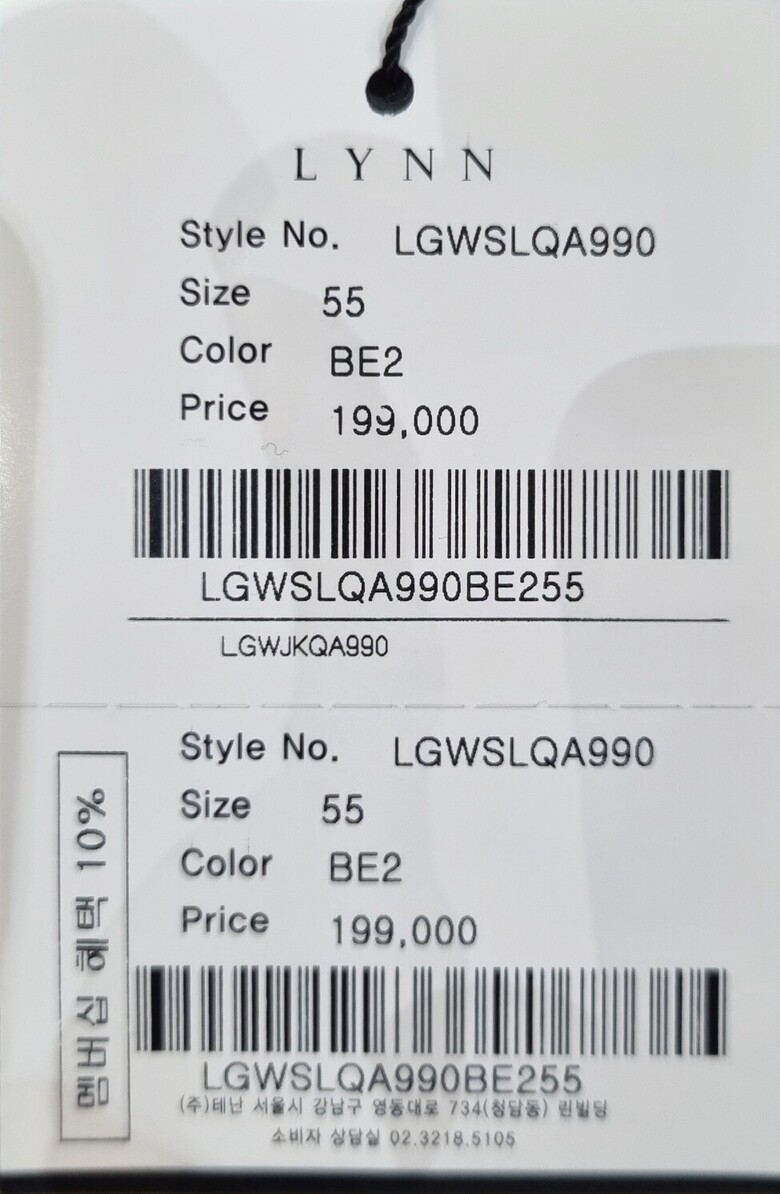 LYNN
Style No. LGWSLQA990
Size 55
Color BE2
Price 199,000
LGWSLQA990BE255
LGWJKQA990
Style No. LGWSLQA990
Size 55
Color BE2
Price 199,000
LGWSLQA990BE255
(주)테난 서울시 강남구 영동대로 734(청담동) 린빌딩
소비자 상담실 02.3218.5105
멤버십 혜택 10%